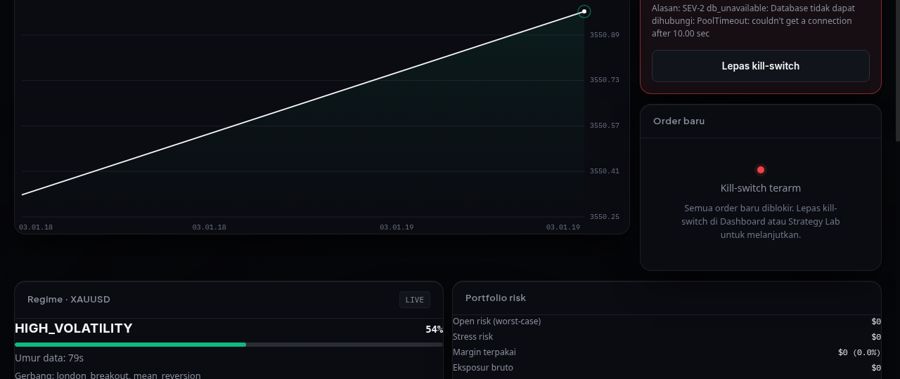 Alasan: SEV-2 db_unavailable: Database tidak dapat
dihubungi: PoolTimeout: couldn't get a connection
after 10.00 sec
Lepas kill-switch
3550.89
3550.73
3550.57
3550.41
3550.25
03.01.18
03.01.18
03.01.19
03.01.19
Order baru
Kill-switch terarm
Semua order baru diblokir. Lepas kill-
switch di Dashboard atau Strategy Lab
untuk melanjutkan.
Regime · XAUUSD
LIVE
HIGH_VOLATILITY
54%
Umur data: 79s
Gerbang: london_breakout, mean_reversion
Portfolio risk
Open risk (worst-case) $0
Stress risk $0
Margin terpakai $0 (0.0%)
Eksposur bruto $0